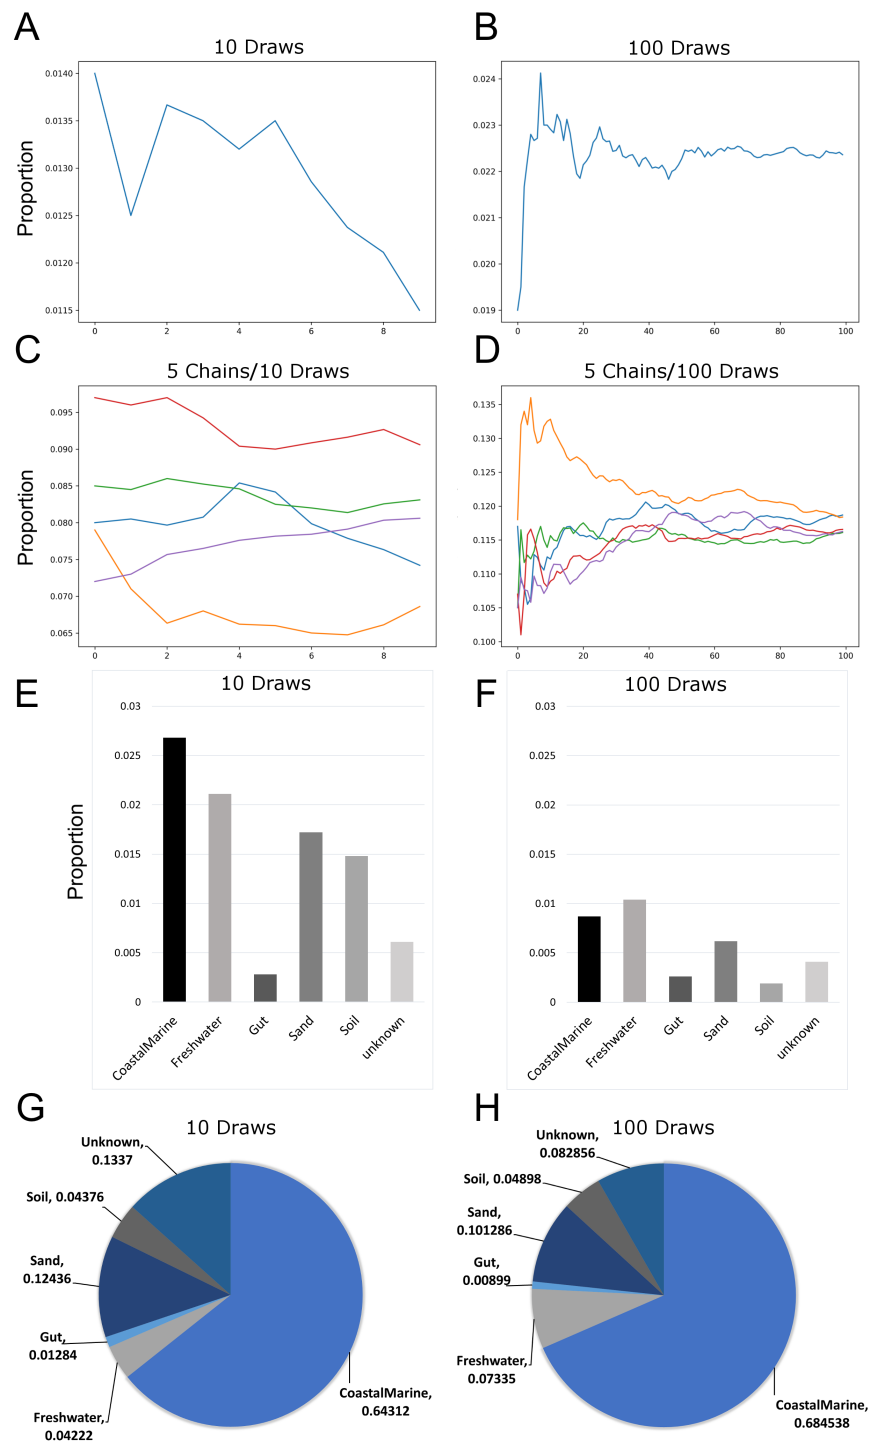 A
B
10 Draws
100 Draws
Proportion
0.0140
0.0135
0.0130
0.0125
0.0120
0.0115
0 2 4 6 8
0.024
0.023
0.022
0.021
0.020
0.019
0 20 40 60 80 100
C
D
5 Chains/10 Draws
5 Chains/100 Draws
Proportion
0.095
0.090
0.085
0.080
0.075
0.070
0.065
0 2 4 6 8
0.135
0.130
0.125
0.120
0.115
0.110
0.105
0.100
0 20 40 60 80 100
E
F
10 Draws
100 Draws
Proportion
0.03
0.025
0.02
0.015
0.01
0.005
0
CoastalMarine
Freshwater
Gut
Sand
Soil
unknown
0.03
0.025
0.02
0.015
0.01
0.005
0
CoastalMarine
Freshwater
Gut
Sand
Soil
unknown
G
H
10 Draws
Unknown,
0.1337
Soil, 0.04376
Sand,
0.12436
Gut,
0.01284
Freshwater,
0.04222
CoastalMarine,
0.64312
100 Draws
Unknown,
0.082856
Soil, 0.04898
Sand,
0.101286
Gut,
0.00899
Freshwater,
0.07335
CoastalMarine,
0.684538